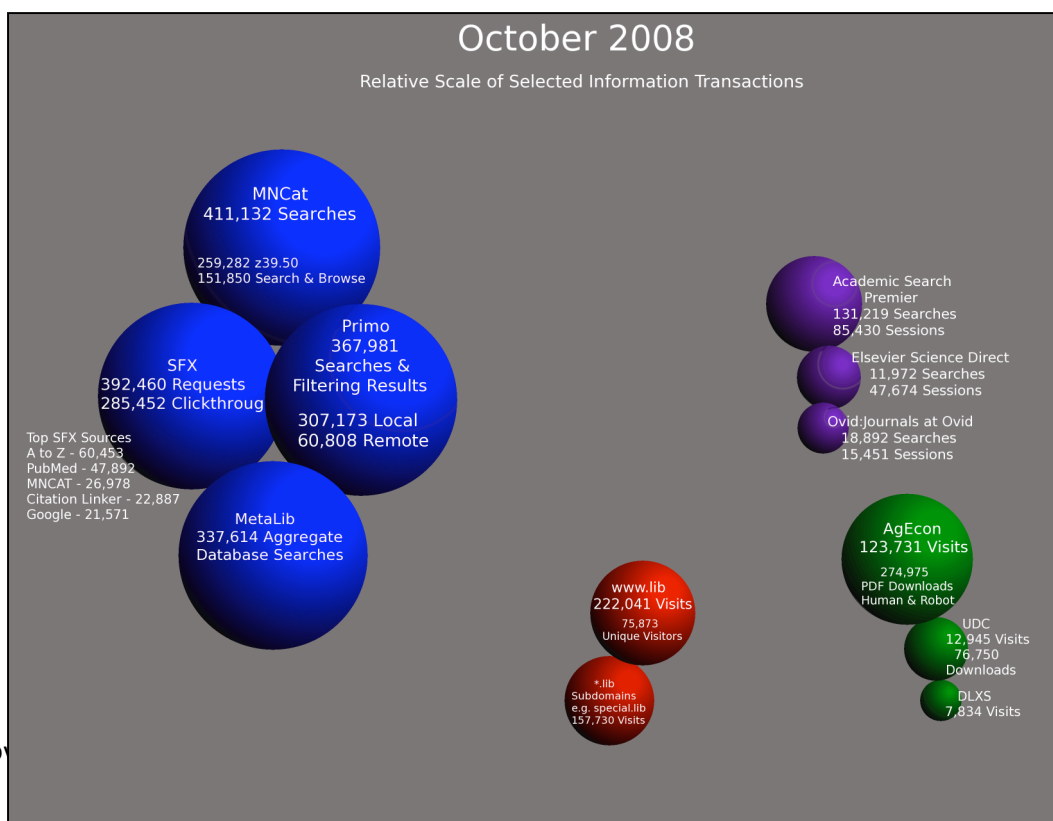 October 2008
Relative Scale of Selected Information Transactions
MNCat
411,132 Searches
259,282 z39.50
151,850 Search & Browse
SFX
392,460 Requests
285,452 Clickthroug
Top SFX Sources
A to Z - 60,453
PubMed - 47,892
MNCAT - 26,978
Citation Linker - 22,887
Google - 21,571
Primo
367,981
Searches &
Filtering Results
307,173 Local
60,808 Remote
MetaLib
337,614 Aggregate
Database Searches
www.lib
222,041 Visits
75,873
Unique Visitors
*.lib
Subdomains
e.g. special.lib
157,730 Visits
Academic Search
Premier
131,219 Searches
85,430 Sessions
Elsevier Science Direct
11,972 Searches
47,674 Sessions
Ovid:Journals at Ovid
18,892 Searches
15,451 Sessions
AgEcon
123,731 Visits
274,975
PDF Downloads
Human & Robot
UDC
12,945 Visits
76,750
Downloads
DLXS
7,834 Visits